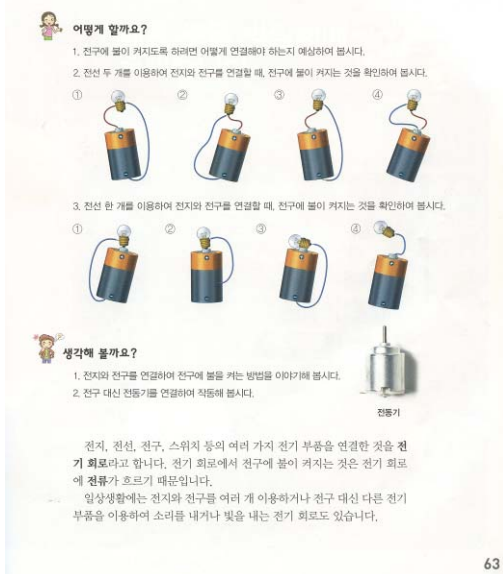 어떻게 할까요?
1. 전구에 불이 켜지도록 하려면 어떻게 연결해야 하는지 예상하여 봅시다.
2. 전선 두 개를 이용하여 전지와 전구를 연결할 때, 전구에 불이 켜지는 것을 확인하여 봅시다.
① ② ③ ④
3. 전선 한 개를 이용하여 전지와 전구를 연결할 때, 전구에 불이 켜지는 것을 확인하여 봅시다.
① ② ③ ④
생각해 볼까요?
1. 전지와 전구를 연결하여 전구에 불을 켜는 방법을 이야기해 봅시다.
2. 전구 대신 전동기를 연결하여 작동해 봅시다.
전동기
전지, 전선, 전구, 스위치 등의 여러 가지 전기 부품을 연결한 것을 전
기 회로라고 합니다. 전기 회로에서 전구에 불이 켜지는 것은 전기 회로
에 전류가 흐르기 때문입니다.
일상생활에는 전지와 전구를 여러 개 이용하거나 전구 대신 다른 전기
부품을 이용하여 소리를 내거나 빛을 내는 전기 회로도 있습니다.
63